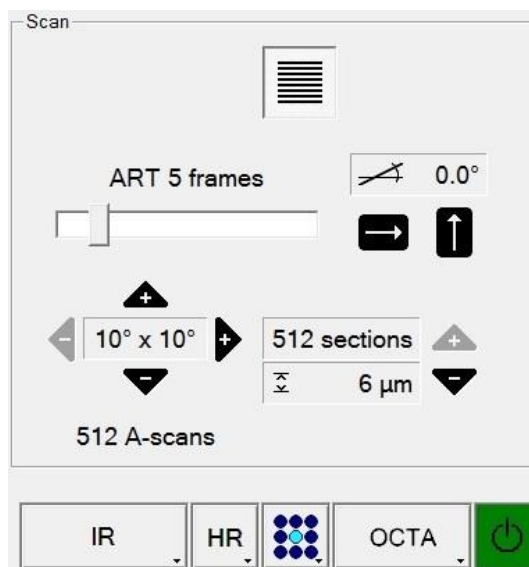 Scan
ART 5 frames
0.0°
10° x 10°
512 sections
6 µm
512 A-scans
IR
HR
OCTA